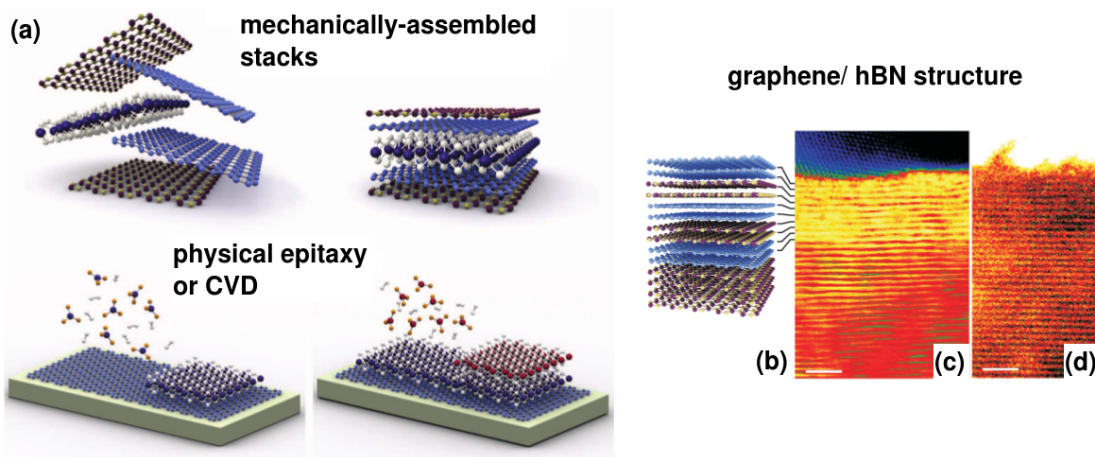 (a)
mechanically-assembled
stacks
physical epitaxy
or CVD
graphene/ hBN structure
(b)
(c)
(d)